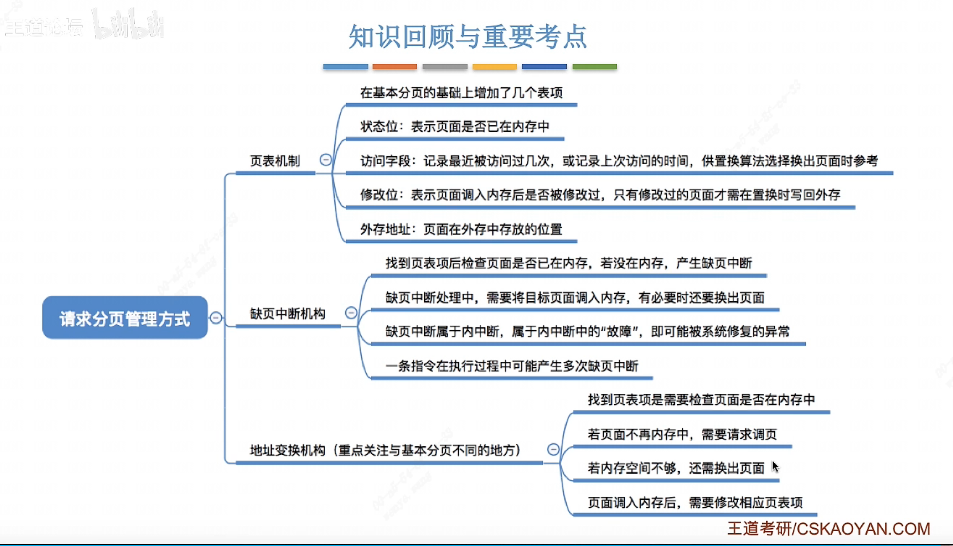 王道论坛 bilibili
知识回顾与重要考点
请求分页管理方式
页表机制
在基本分页的基础上增加了几个表项
状态位：表示页面是否已在内存中
访问字段：记录最近被访问过几次，或记录上次访问的时间，供置换算法选择换出页面时参考
修改位：表示页面调入内存后是否被修改过，只有修改过的页面才需在置换时写回外存
外存地址：页面在外存中存放的位置
缺页中断机构
找到页表项后检查页面是否已在内存，若没在内存，产生缺页中断
缺页中断处理中，需要将目标页面调入内存，有必要时还要换出页面
缺页中断属于内中断，属于内中断中的“故障”，即可能被系统修复的异常
一条指令在执行过程中可能产生多次缺页中断
地址变换机构（重点关注与基本分页不同的地方）
找到页表项是需要检查页面是否在内存中
若页面不再内存中，需要请求调页
若内存空间不够，还需换出页面
页面调入内存后，需要修改相应页表项
王道考研/CSKAOYAN.COM